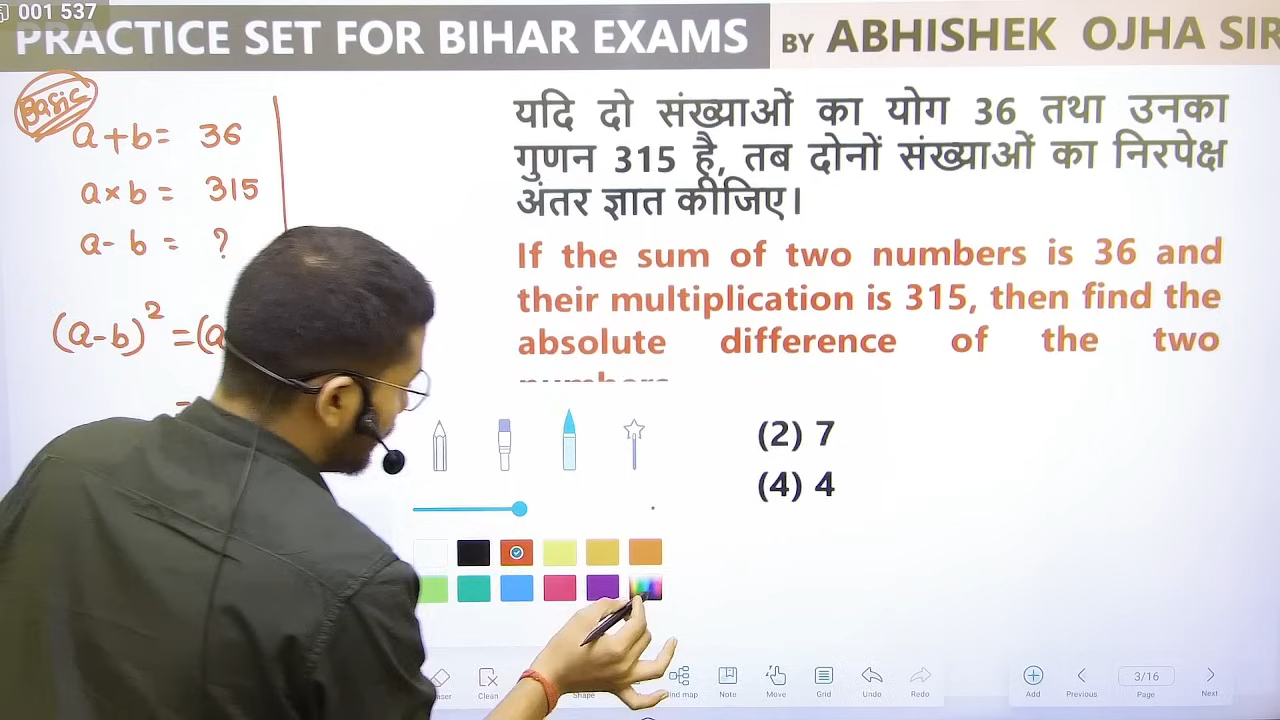 001 537
PRACTICE SET FOR BIHAR EXAMS BY ABHISHEK OJHA SIR
Basic
a+b= 36
a×b= 315
a-b = ?
(a-b)² =(a
=
यदि दो संख्याओं का योग 36 तथा उनका
गुणन 315 है, तब दोनों संख्याओं का निरपेक्ष
अंतर ज्ञात कीजिए।
If the sum of two numbers is 36 and
their multiplication is 315, then find the
absolute difference of the two
(2) 7
(4) 4
Clean
Shape
Note
Move
Grid
Undo
Redo
Add
Previous
3/16
Page
Next